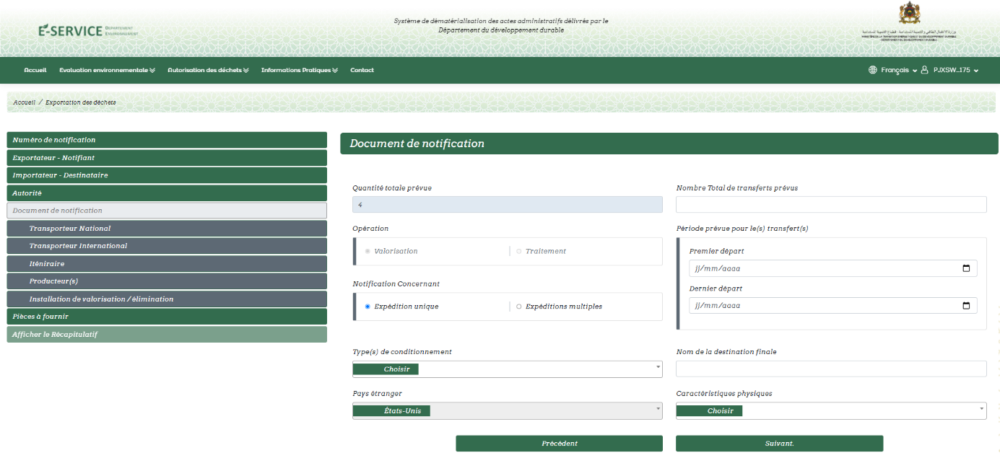 E-SERVICE DÉPARTEMENT ENVIRONNEMENT
Système de dématérialisation des actes administratifs délivrés par le
Département du développement durable
Accueil
Evaluation environnementale
Autorisation des déchets
Informations Pratiques
Contact
Français
PJXSW_175
Accueil / Exportation des déchets
Numéro de notification
Exportateur - Notifiant
Importateur - Destinataire
Autorité
Document de notification
Transporteur National
Transporteur International
Iténiraire
Producteur(s)
Installation de valorisation / élimination
Pièces à fournir
Afficher le Récapitulatif
Document de notification
Quantité totale prévue
4
Nombre Total de transferts prévus
Opération
Valorisation
Traitement
Période prévue pour le(s) transfert(s)
Premier départ
jj/mm/aaaa
Dernier départ
jj/mm/aaaa
Notification Concernant
Expédition unique
Expéditions multiples
Type(s) de conditionnement
Choisir
Nom de la destination finale
Pays étranger
États-Unis
Caractéristiques physiques
Choisir
Précédent
Suivant.